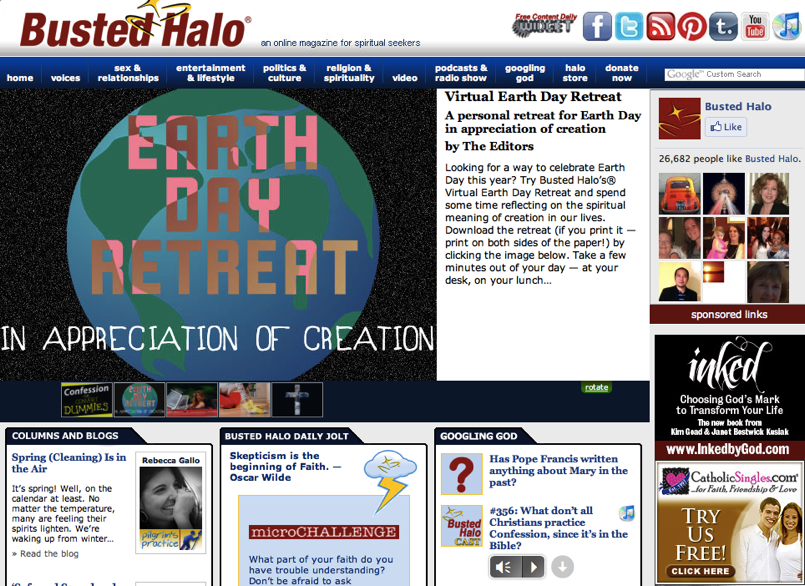 Busted Halo®
an online magazine for spiritual seekers
Free Content Daily
WIDGET
You
Tube
home
voices
sex &
relationships
entertainment
& lifestyle
politics &
culture
religion &
spirituality
video
podcasts &
radio show
googling
god
halo
store
donate
now
Google™ Custom Search
EARTH
DAY
RETREAT
IN APPRECIATION OF CREATION
Virtual Earth Day Retreat
A personal retreat for Earth Day
in appreciation of creation
by The Editors
Looking for a way to celebrate Earth
Day this year? Try Busted Halo's®
Virtual Earth Day Retreat and spend
some time reflecting on the spiritual
meaning of creation in our lives.
Download the retreat (if you print it —
print on both sides of the paper!) by
clicking the image below. Take a few
minutes out of your day — at your
desk, on your lunch...
Busted Halo
Like
26,682 people like Busted Halo.
sponsored links
inked
Choosing God's Mark
to Transform Your Life
The new book from
Kim Goad & Janet Bestwick Kusiak
www.InkedbyGod.com
CatholicSingles.com
...for Faith, Friendship & Love
TRY
US
FREE!
CLICK HERE
Confession
DUMMIES
EARTH
DAY
RETREAT
rotate
COLUMNS AND BLOGS
Spring (Cleaning) Is in
the Air
It's spring! Well, on the
calendar at least. No
matter the temperature,
many are feeling their
spirits lighten. We're
waking up from winter...
» Read the blog
Rebecca Gallo
pilgrim's
practice
BUSTED HALO DAILY JOLT
Skepticism is the
beginning of Faith. —
Oscar Wilde
microCHALLENGE
What part of your faith do you
have trouble understanding?
Don't be afraid to ask
GOOGLING GOD
?
Has Pope Francis written
anything about Mary in the
past?
Busted
Halo
CAST
#356: What don't all
Christians practice
Confession, since it's in the
Bible?